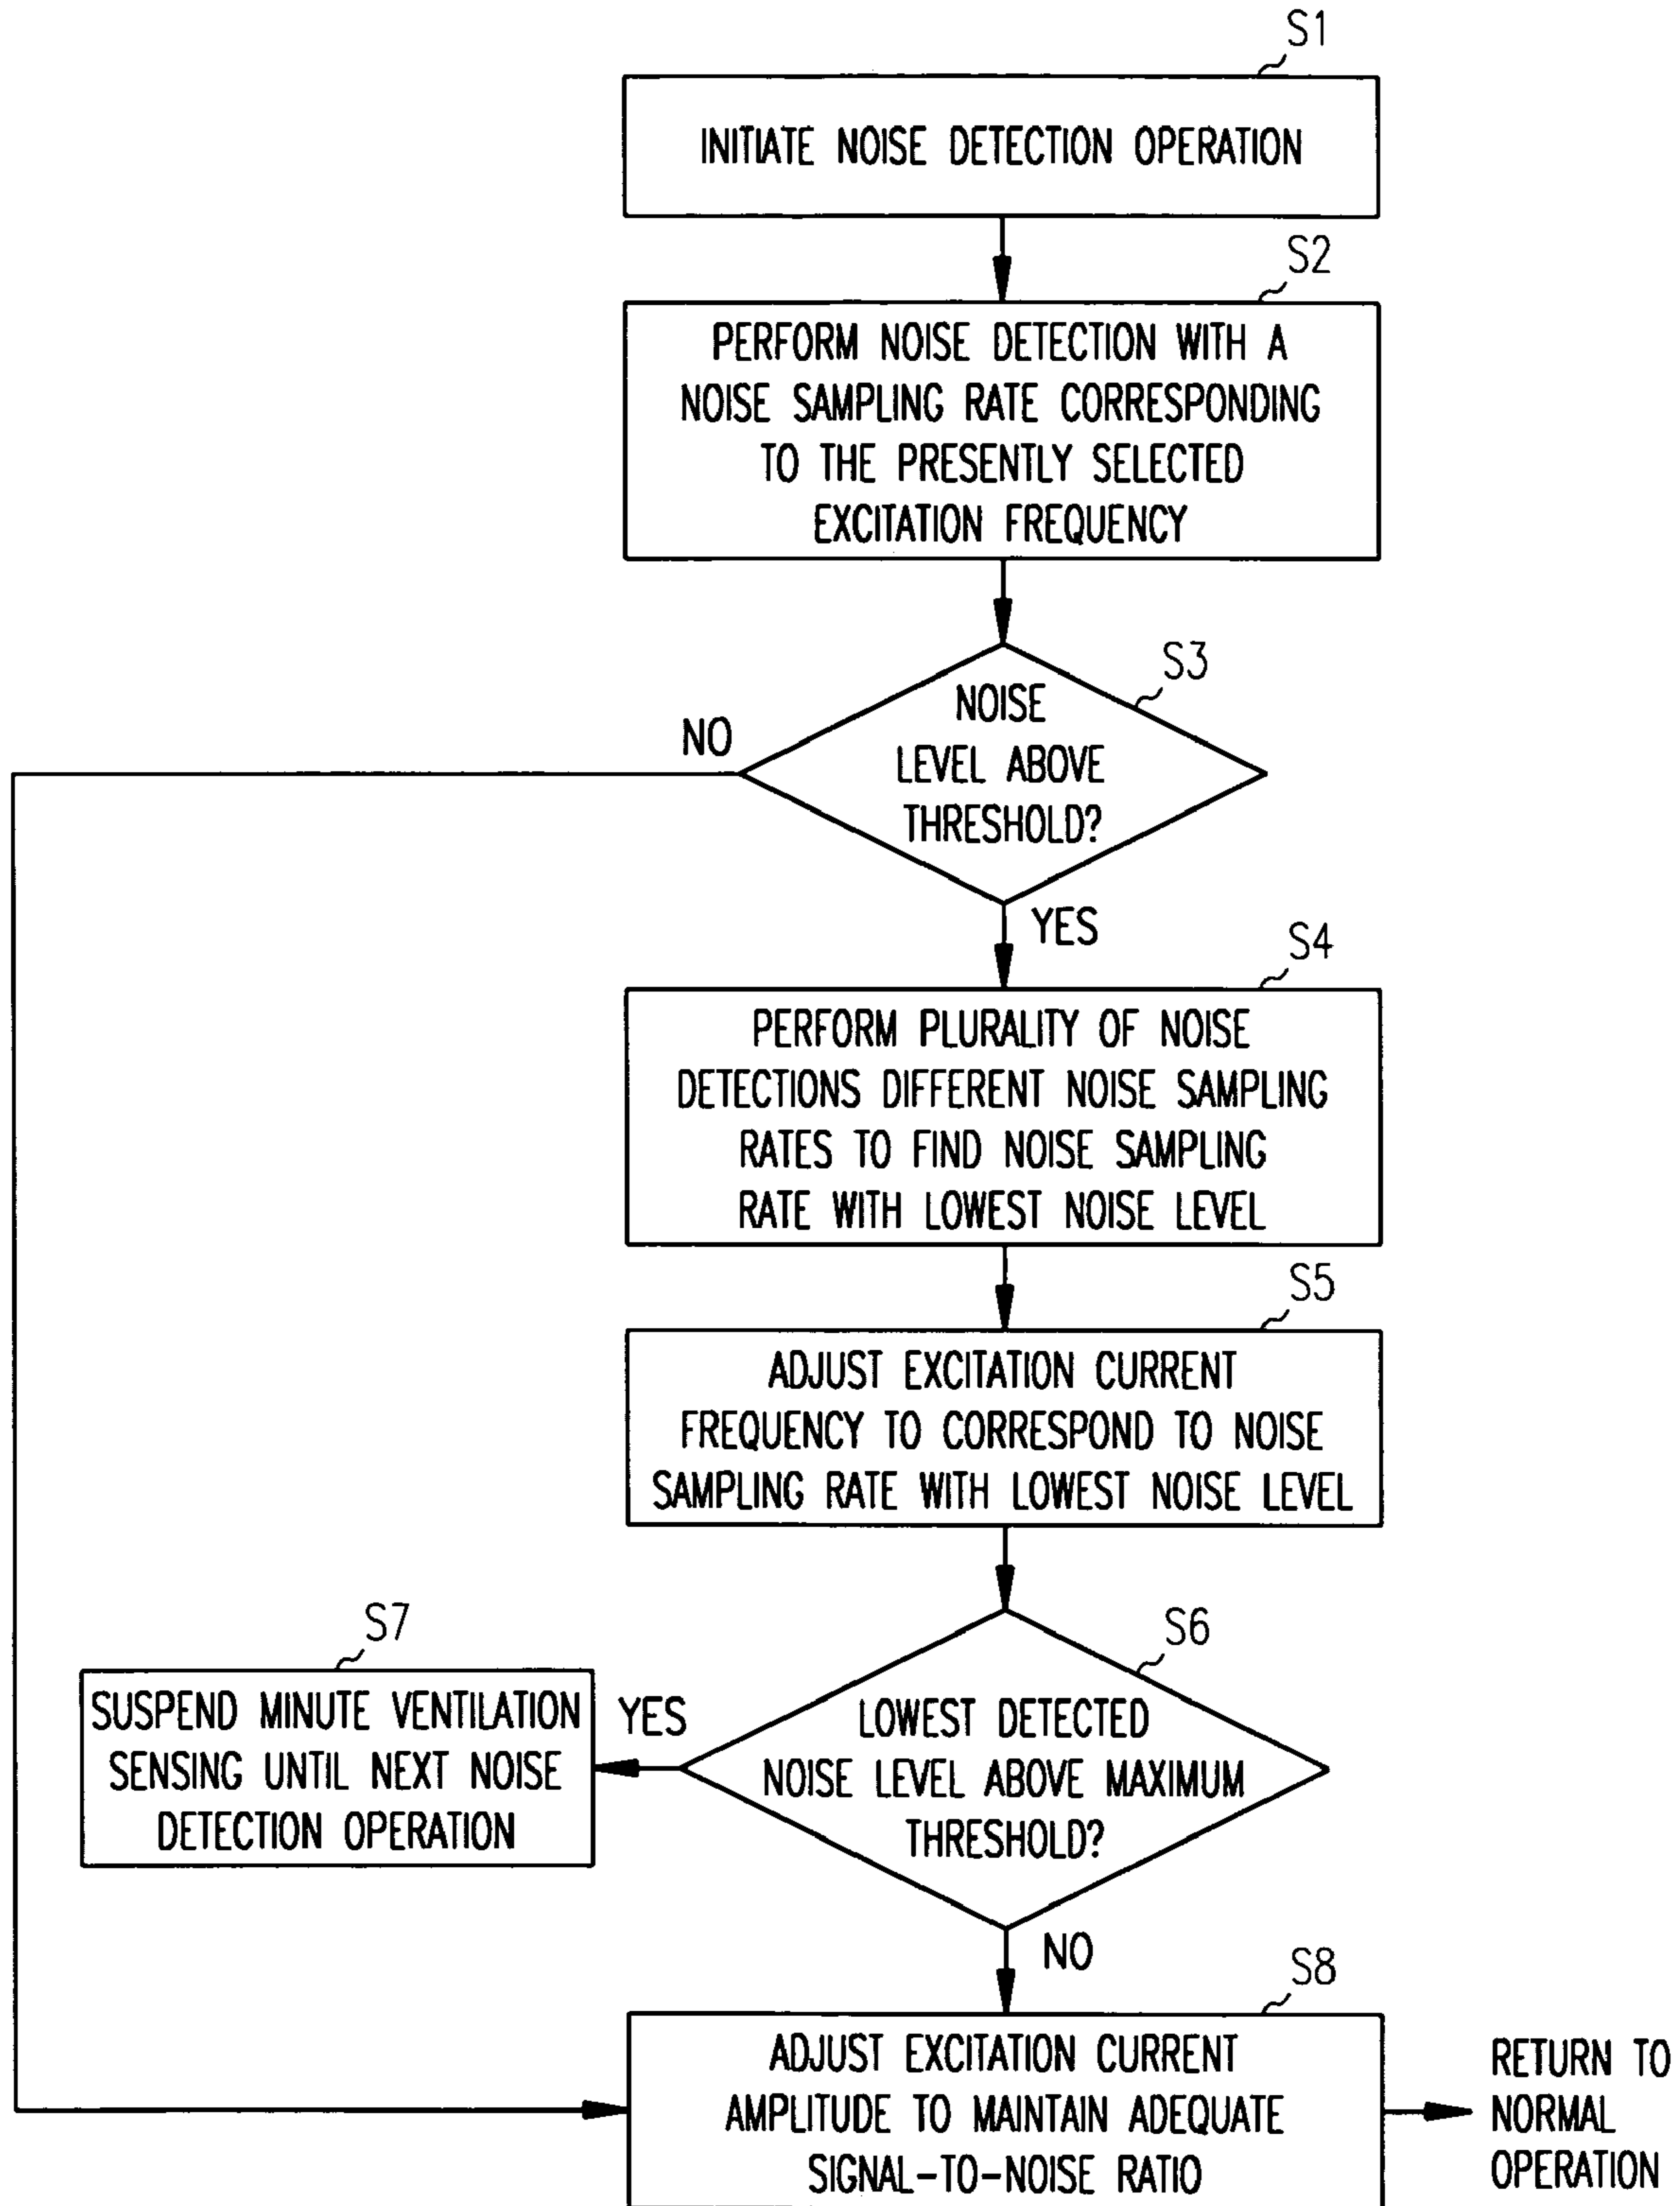 S1
INITIATE NOISE DETECTION OPERATION
S2
PERFORM NOISE DETECTION WITH A
NOISE SAMPLING RATE CORRESPONDING
TO THE PRESENTLY SELECTED
EXCITATION FREQUENCY
S3
NOISE
LEVEL ABOVE
THRESHOLD?
NO
YES
S4
PERFORM PLURALITY OF NOISE
DETECTIONS DIFFERENT NOISE SAMPLING
RATES TO FIND NOISE SAMPLING
RATE WITH LOWEST NOISE LEVEL
S5
ADJUST EXCITATION CURRENT
FREQUENCY TO CORRESPOND TO NOISE
SAMPLING RATE WITH LOWEST NOISE LEVEL
S6
LOWEST DETECTED
NOISE LEVEL ABOVE MAXIMUM
THRESHOLD?
YES
S7
SUSPEND MINUTE VENTILATION
SENSING UNTIL NEXT NOISE
DETECTION OPERATION
NO
S8
ADJUST EXCITATION CURRENT
AMPLITUDE TO MAINTAIN ADEQUATE
SIGNAL-TO-NOISE RATIO
RETURN TO
NORMAL
OPERATION